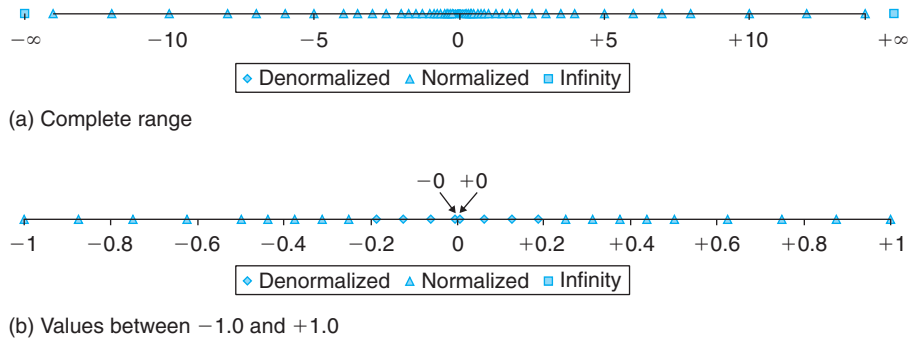 −∞ −10 −5 0 +5 +10 +∞
Denormalized Normalized Infinity
(a) Complete range
−0 +0
−1 −0.8 −0.6 −0.4 −0.2 0 +0.2 +0.4 +0.6 +0.8 +1
Denormalized Normalized Infinity
(b) Values between −1.0 and +1.0